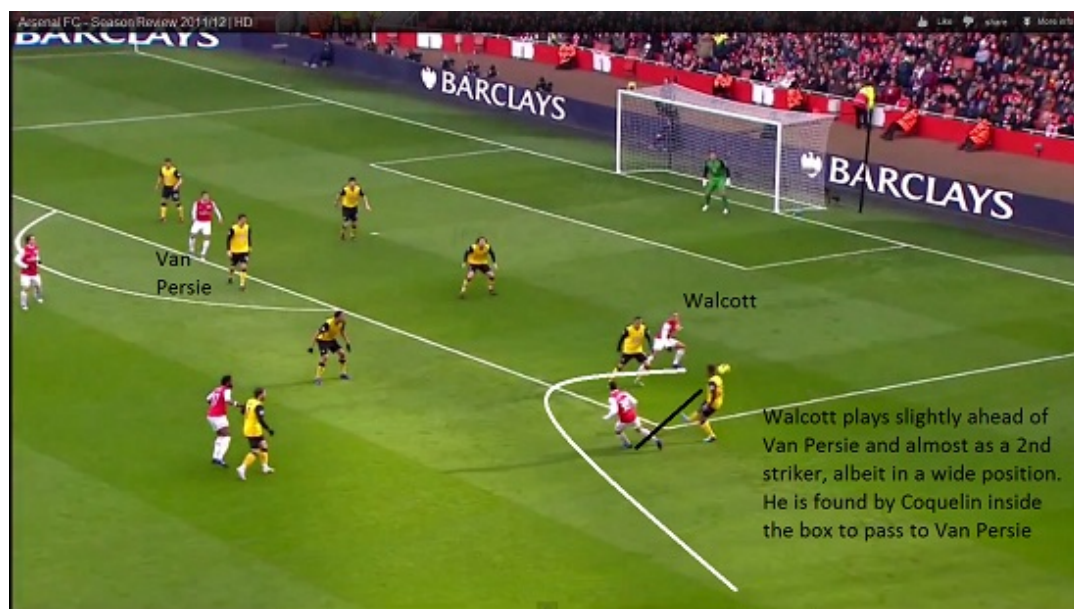 Arsenal FC - Season Review 2011/12 | HD
Like share More info
BARCLAYS
BARCLAYS
BARCLAYS
Van
Persie
Walcott
Walcott plays slightly ahead of
Van Persie and almost as a 2nd
striker, albeit in a wide position.
He is found by Coquelin inside
the box to pass to Van Persie